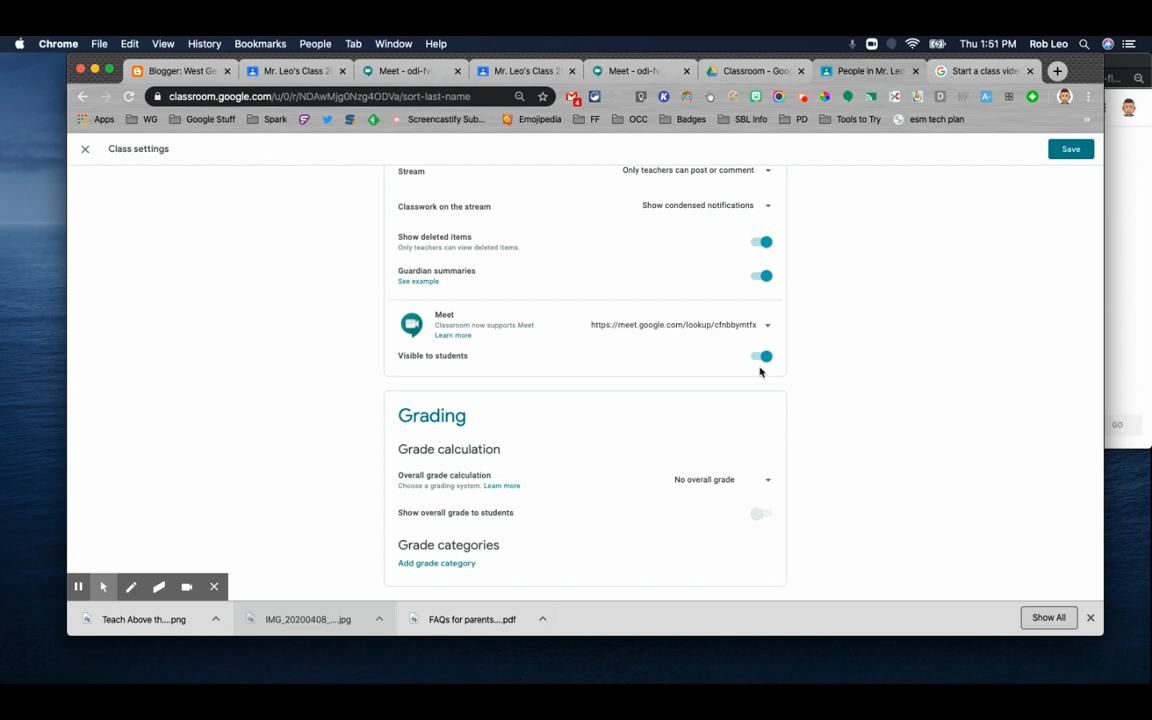 Chrome File Edit View History Bookmarks People Tab Window Help Thu 1:51 PM Rob Leo
Blogger: West Ge Mr. Leo's Class 2 Meet - odi-fv Mr. Leo's Class 2 Meet - odi-fv Classroom - Goo People in Mr. Leo Start a class vide
classroom.google.com/u/0/r/NDAwMjg0Nzg4ODVa/sort-last-name
Apps WG Google Stuff Spark Screencastify Sub... Emojipedia FF OCC Badges SBL Info PD Tools to Try esm tech plan
Class settings Save
Stream Only teachers can post or comment
Classwork on the stream Show condensed notifications
Show deleted items
Only teachers can view deleted items.
Guardian summaries
See example
Meet
Classroom now supports Meet https://meet.google.com/lookup/cfnbbymtfx
Learn more
Visible to students
Grading
GO
Grade calculation
Overall grade calculation
Choose a grading system. Learn more No overall grade
Show overall grade to students
Grade categories
Add grade category
Teach Above th....png IMG_20200408_....jpg FAQs for parents....pdf Show All